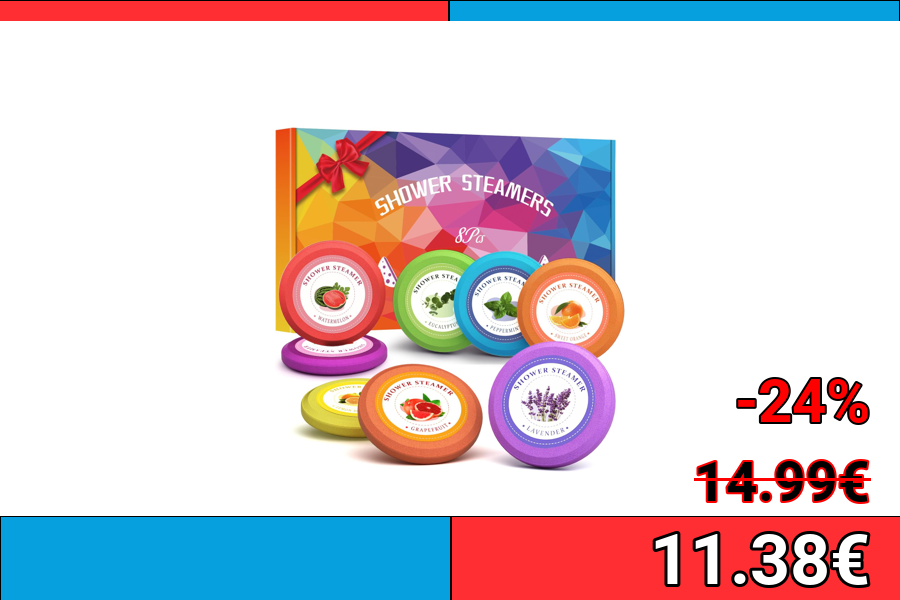 SHOWER STEAMERS
8Pcs
SHOWER STEAMER
WATERMELON
SHOWER STEA
EUCALYPTU
SHOWER STEA
PEPPERMIN
SHOWER STEAMER
SWEET ORANGE
SHOWER STEAMER
GRAPEFRUIT
SHOWER STEAMER
LAVENDER
-24%
14.99€
11.38€